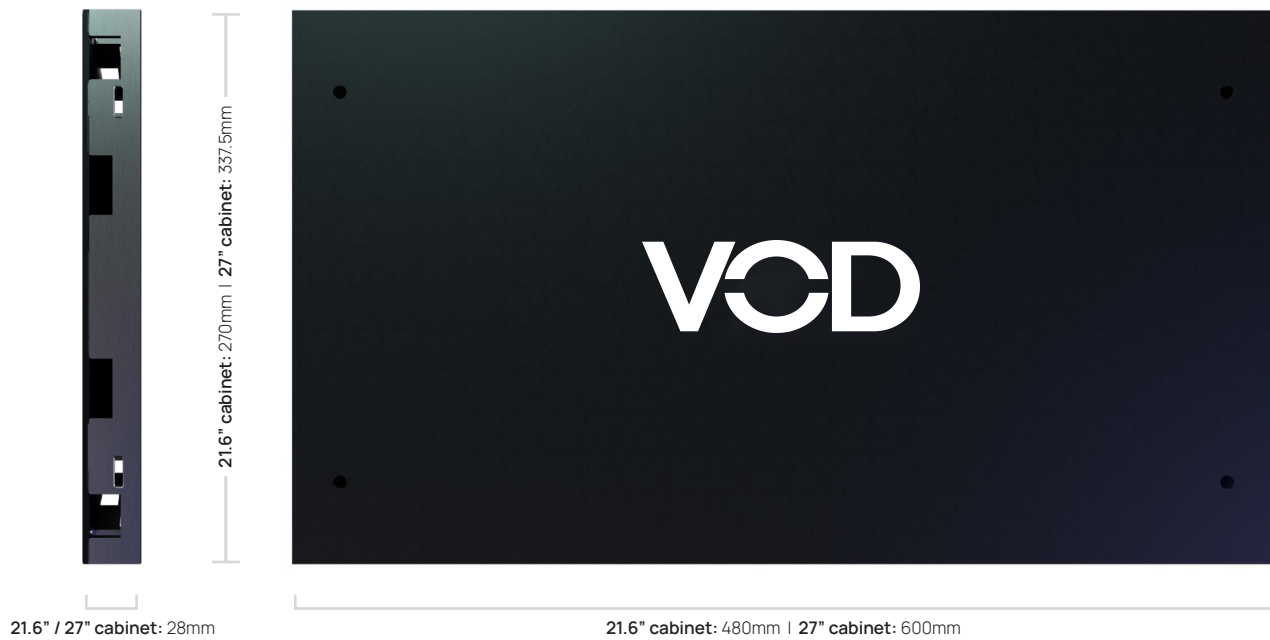 21.6” cabinet: 270mm | 27” cabinet: 337.5mm
VOD
21.6” / 27” cabinet: 28mm
21.6” cabinet: 480mm | 27” cabinet: 600mm